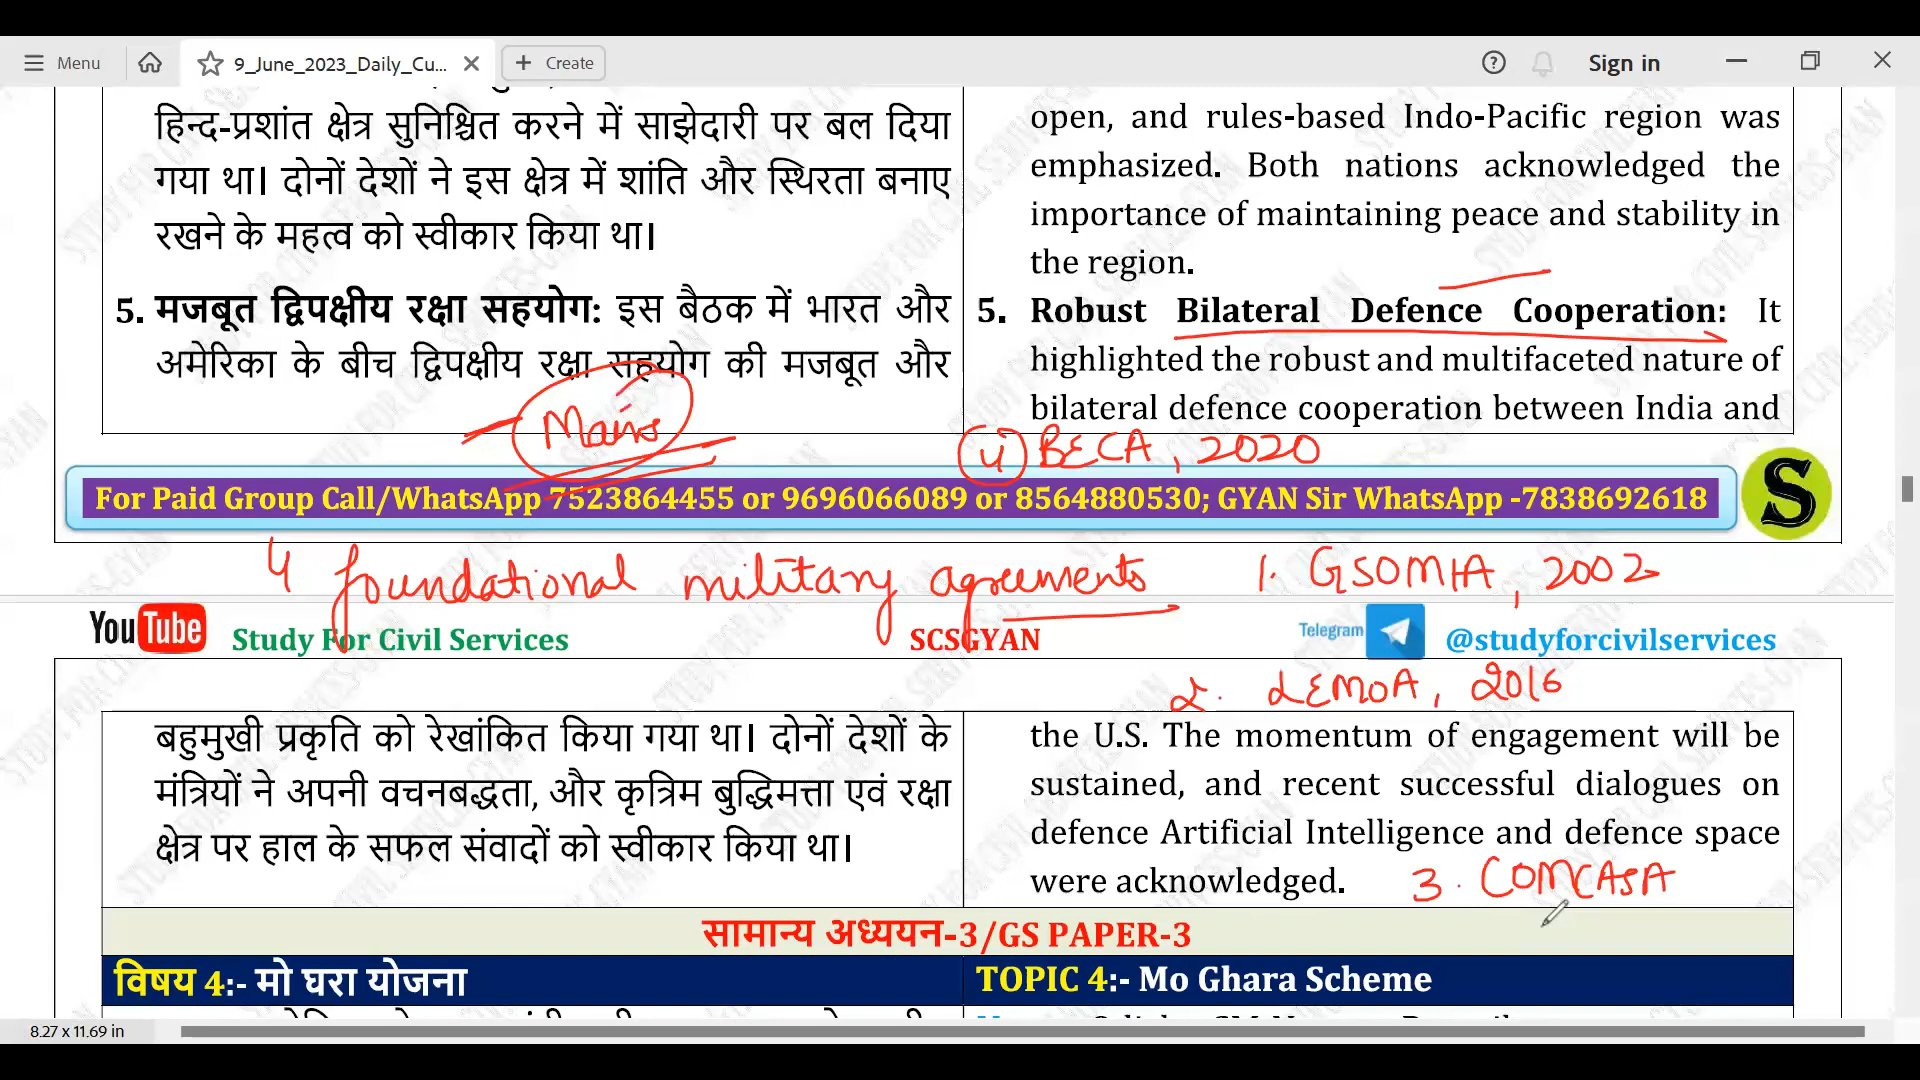 Menu
9_June_2023_Daily_Cu...
Create
Sign in
हिन्द-प्रशांत क्षेत्र सुनिश्चित करने में साझेदारी पर बल दिया
गया था। दोनों देशों ने इस क्षेत्र में शांति और स्थिरता बनाए
रखने के महत्व को स्वीकार किया था।
5. मजबूत द्विपक्षीय रक्षा सहयोग: इस बैठक में भारत और
अमेरिका के बीच द्विपक्षीय रक्षा सहयोग की मजबूत और
open, and rules-based Indo-Pacific region was
emphasized. Both nations acknowledged the
importance of maintaining peace and stability in
the region.
5. Robust Bilateral Defence Cooperation: It
highlighted the robust and multifaceted nature of
bilateral defence cooperation between India and
Mains
4 BECA, 2020
For Paid Group Call/WhatsApp 7523864455 or 9696066089 or 8564880530; GYAN Sir WhatsApp -7838692618
S
4 foundational military agreements 1. GSOMIA, 2002
YouTube Study For Civil Services SCSGYAN Telegram @studyforcivilservices
2. LEMOA, 2016
बहुमुखी प्रकृति को रेखांकित किया गया था। दोनों देशों के
मंत्रियों ने अपनी वचनबद्धता, और कृत्रिम बुद्धिमत्ता एवं रक्षा
क्षेत्र पर हाल के सफल संवादों को स्वीकार किया था।
the U.S. The momentum of engagement will be
sustained, and recent successful dialogues on
defence Artificial Intelligence and defence space
were acknowledged.
3. COMCASA
सामान्य अध्ययन-3/GS PAPER-3
विषय 4:- मो घरा योजना
TOPIC 4:- Mo Ghara Scheme
8.27 x 11.69 in